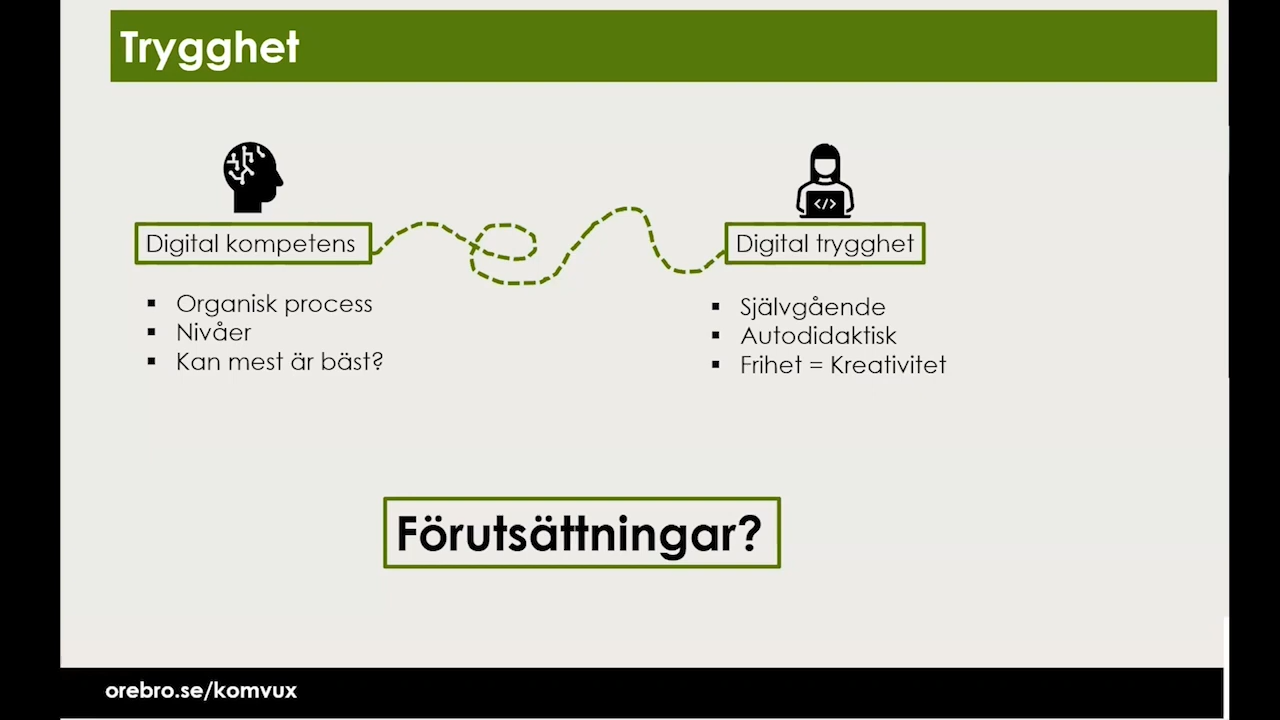 Trygghet
Digital kompetens
Organisk process
Nivåer
Kan mest är bäst?
</>
Digital trygghet
Självgående
Autodidaktisk
Frihet = Kreativitet
Förutsättningar?
orebro.se/komvux